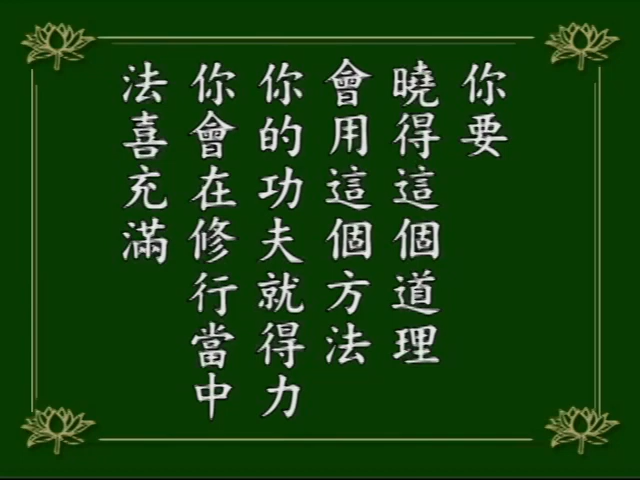 你要
曉得這個道理
會用這個方法
你的功夫就得力
你會在修行當中
法喜充滿